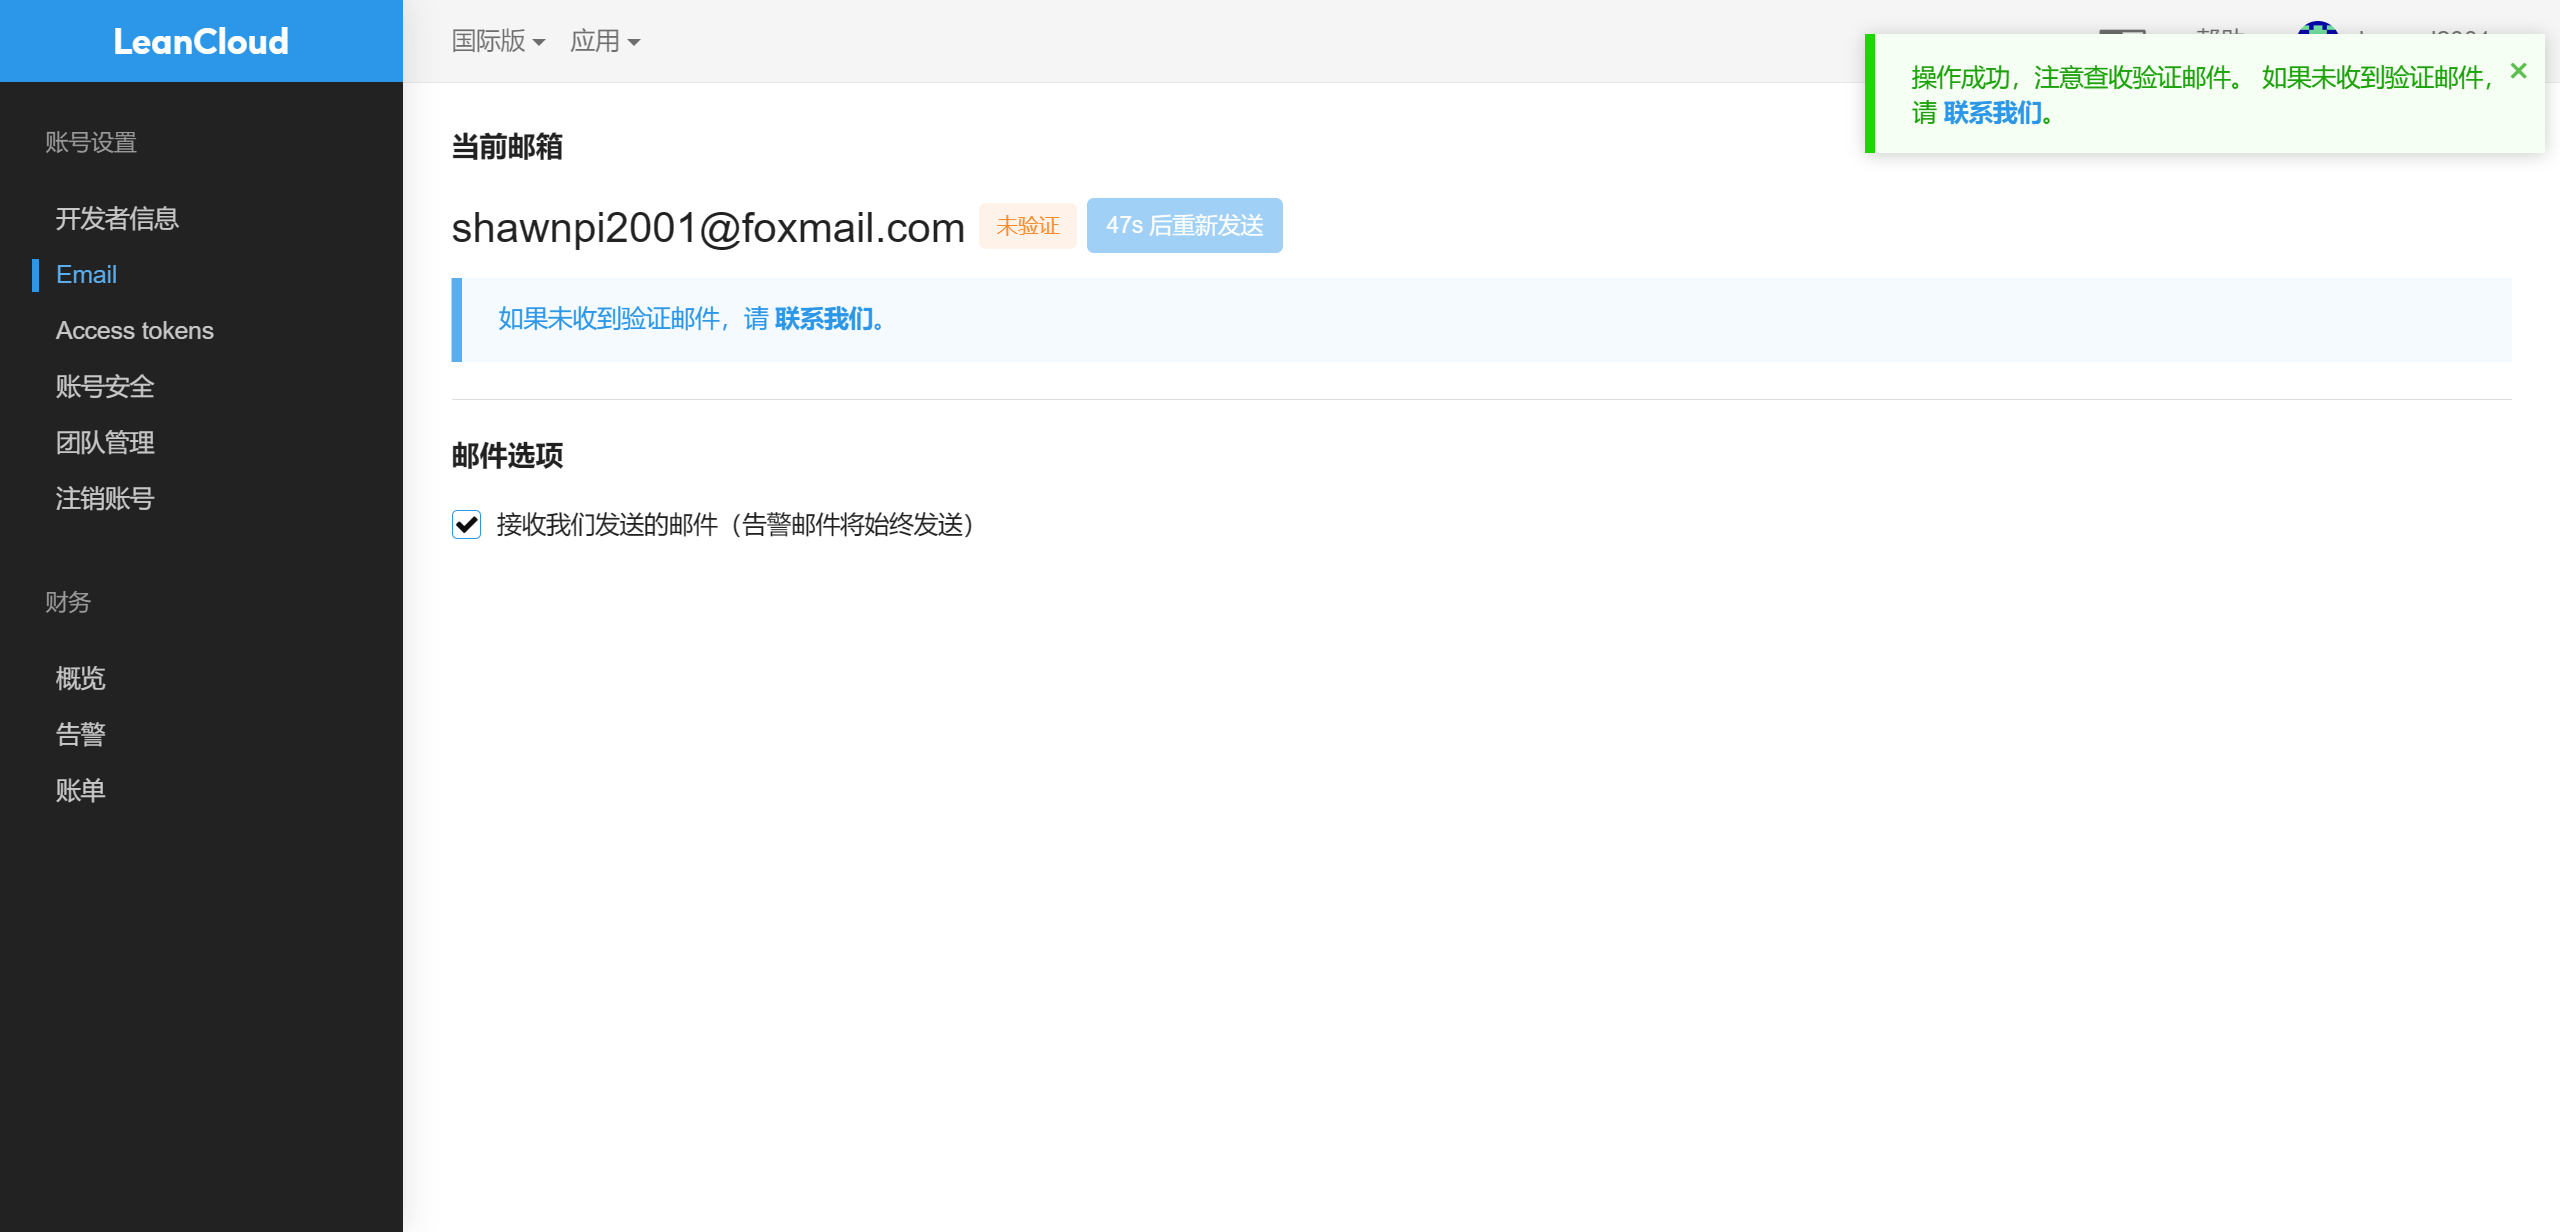 LeanCloud
国际版
应用
账号设置
开发者信息
Email
Access tokens
账号安全
团队管理
注销账号
财务
概览
告警
账单
操作成功，注意查收验证邮件。 如果未收到验证邮件，
请 联系我们。
当前邮箱
shawnpi2001@foxmail.com 未验证 47s 后重新发送
如果未收到验证邮件，请 联系我们。
邮件选项
接收我们发送的邮件（告警邮件将始终发送）